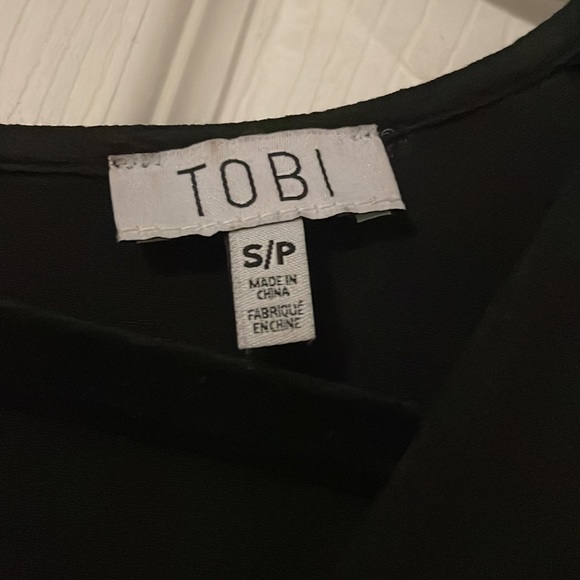 TOBI
S/P
MADE IN
CHINA
FABRIQUÉ
EN CHINE